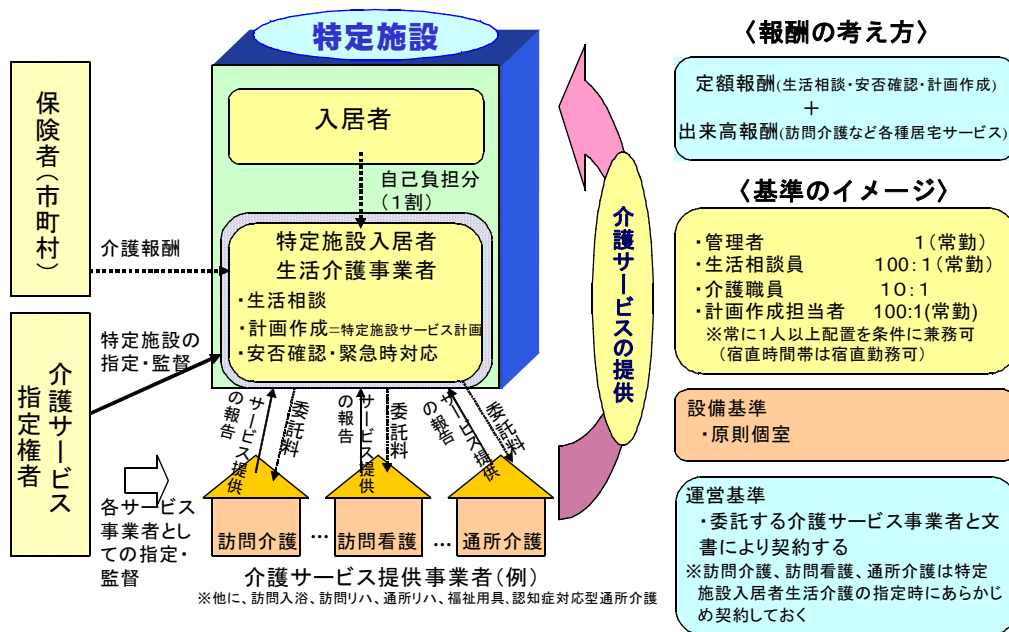 特定施設
保険者(市町村)
入居者
自己負担分
(1割)
介護報酬
特定施設入居者
生活介護事業者
・生活相談
・計画作成=特定施設サービス計画
・安否確認・緊急時対応
特定施設の
指定・監督
介護サービス
指定権者
サービス提供
の報告
委託料
サービス提供
の報告
委託料
サービス提供
の報告
委託料
各サービス
事業者とし
ての指定・
監督
訪問介護
…
訪問看護
…
通所介護
介護サービス提供事業者(例)
※他に、訪問入浴、訪問リハ、通所リハ、福祉用具、認知症対応型通所介護
介護サービスの提供
〈報酬の考え方〉
定額報酬(生活相談・安否確認・計画作成)
+
出来高報酬(訪問介護など各種居宅サービス)
〈基準のイメージ〉
・管理者 1(常勤)
・生活相談員 100:1(常勤)
・介護職員 10:1
・計画作成担当者 100:1(常勤)
※常に1人以上配置を条件に兼務可
(宿直時間帯は宿直勤務可)
設備基準
・原則個室
運営基準
・委託する介護サービス事業者と文
書により契約する
※訪問介護、訪問看護、通所介護は特定
施設入居者生活介護の指定時にあらかじ
め契約しておく